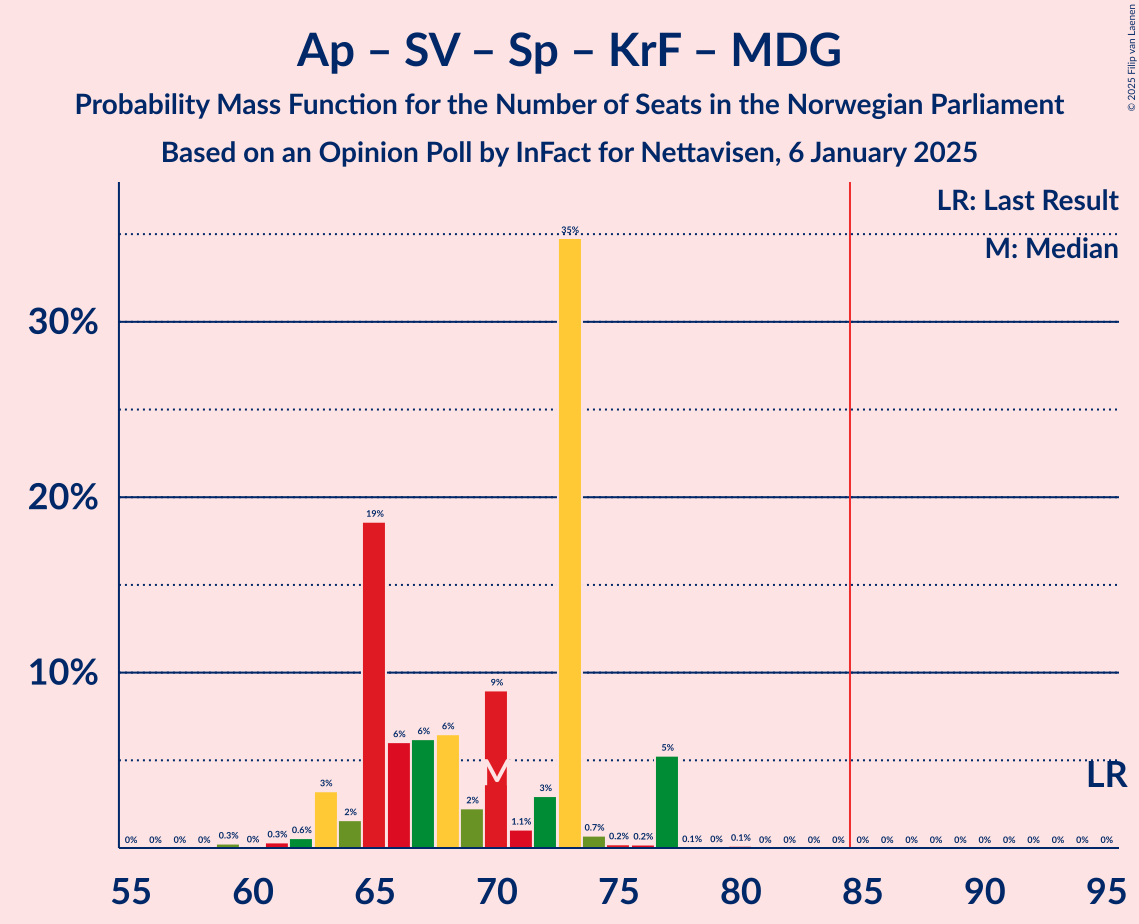 Ap – SV – Sp – KrF – MDG
Probability Mass Function for the Number of Seats in the Norwegian Parliament
Based on an Opinion Poll by InFact for Nettavisen, 6 January 2025
© 2025 Filip van Laenen
LR: Last Result
M: Median
30%
20%
10%
0% 0% 0% 0% 0.3% 0% 0.3% 0.6% 3% 2% 19% 6% 6% 6% 2% 9% 1.1% 3% 35% 0.7% 0.2% 0.2% 5% 0.1% 0% 0.1% 0% 0% 0% 0% 0% 0% 0% 0% 0% 0% 0% 0% 0% 0% 0%
M
LR
55 60 65 70 75 80 85 90 95